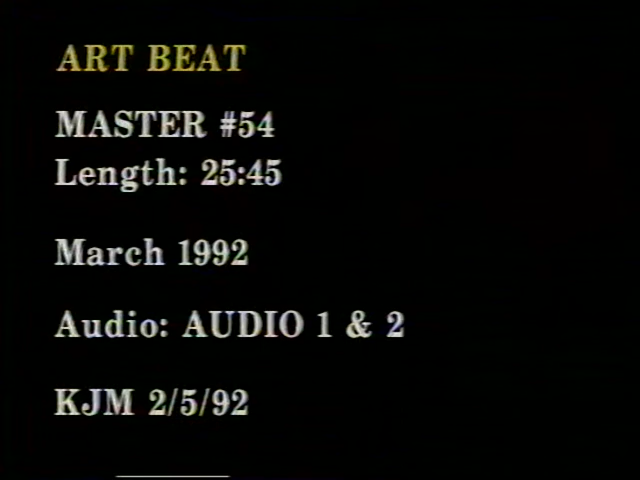 ART BEAT
MASTER #54
Length: 25:45
March 1992
Audio: AUDIO 1 & 2
KJM 2/5/92